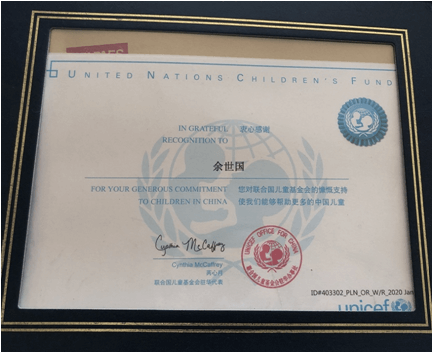 UNITED NATIONS CHILDREN'S FUND
IN GRATEFUL 衷心感谢
RECOGNITION TO
余世国
FOR YOUR GENEROUS COMMITMENT 您对联合国儿童基金会的慷慨支持
TO CHILDREN IN CHINA 使我们能够帮助更多的中国儿童
Cynthia McCaffrey
Cynthia McCaffrey
联合国儿童基金会驻华代表
UNICEF OFFICE FOR CHINA
ID#403302_PLN_OR_W/R_2020 Jan
unicef